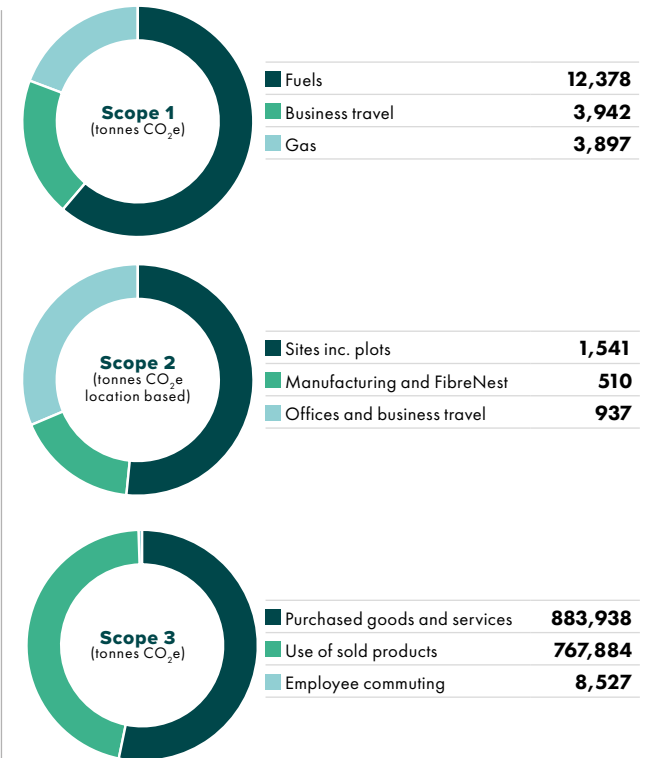 Scope 1
(tonnes CO₂e)
Fuels 12,378
Business travel 3,942
Gas 3,897
Scope 2
(tonnes CO₂e
location based)
Sites inc. plots 1,541
Manufacturing and FibreNest 510
Offices and business travel 937
Scope 3
(tonnes CO₂e)
Purchased goods and services 883,938
Use of sold products 767,884
Employee commuting 8,527